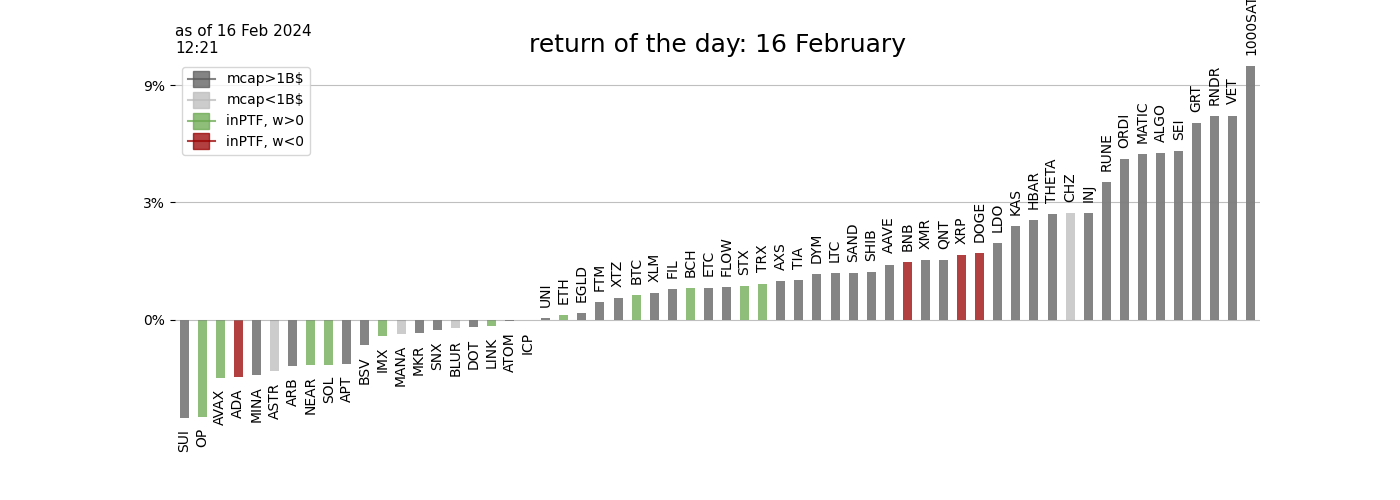 as of 16 Feb 2024
12:21
return of the day: 16 February
mcap>1B$
mcap<1B$
inPTF, w>0
inPTF, w<0
9%
3%
0%
SUI
OP
AVAX
ADA
MINA
ASTR
ARB
NEAR
SOL
APT
BSV
IMX
MANA
MKR
SNX
BLUR
DOT
LINK
ATOM
ICP
UNI
ETH
EGLD
FTM
XTZ
BTC
XLM
FIL
BCH
ETC
FLOW
STX
TRX
AXS
TIA
DYM
LTC
SAND
SHIB
AAVE
BNB
XMR
QNT
XRP
DOGE
LDO
KAS
HBAR
THETA
CHZ
INJ
RUNE
ORDI
MATIC
ALGO
SEI
GRT
RNDR
VET
1000SAT